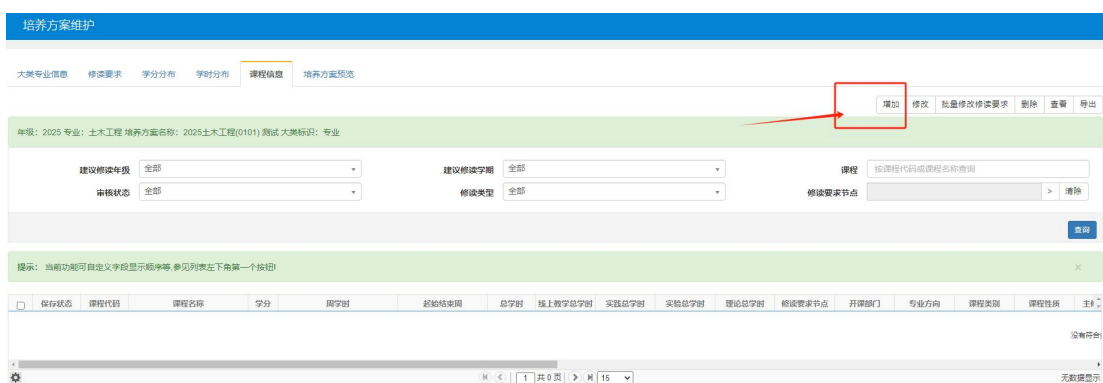 培养方案维护
大类专业信息 修读要求 学分分布 学时分布 课程信息 培养方案预览
增加 修改 批量修改修读要求 删除 查看 导出
年级：2025 专业：土木工程 培养方案名称：2025土木工程(0101) 测试 大类标识：专业
建议修读年级 全部 建议修读学期 全部 课程 按课程代码或课程名称查询
审核状态 全部 修读类型 全部 修读要求节点 > 清除
查询
提示： 当前功能可自定义字段显示顺序等,参见列表左下角第一个按钮! ×
保存状态 课程代码 课程名称 学分 周学时 起始结束周 总学时 线上教学总学时 实践总学时 实验总学时 理论总学时 修读要求节点 开课部门 专业方向 课程类别 课程性质 主
没有符合
1 共 0 页 15 无数据显示